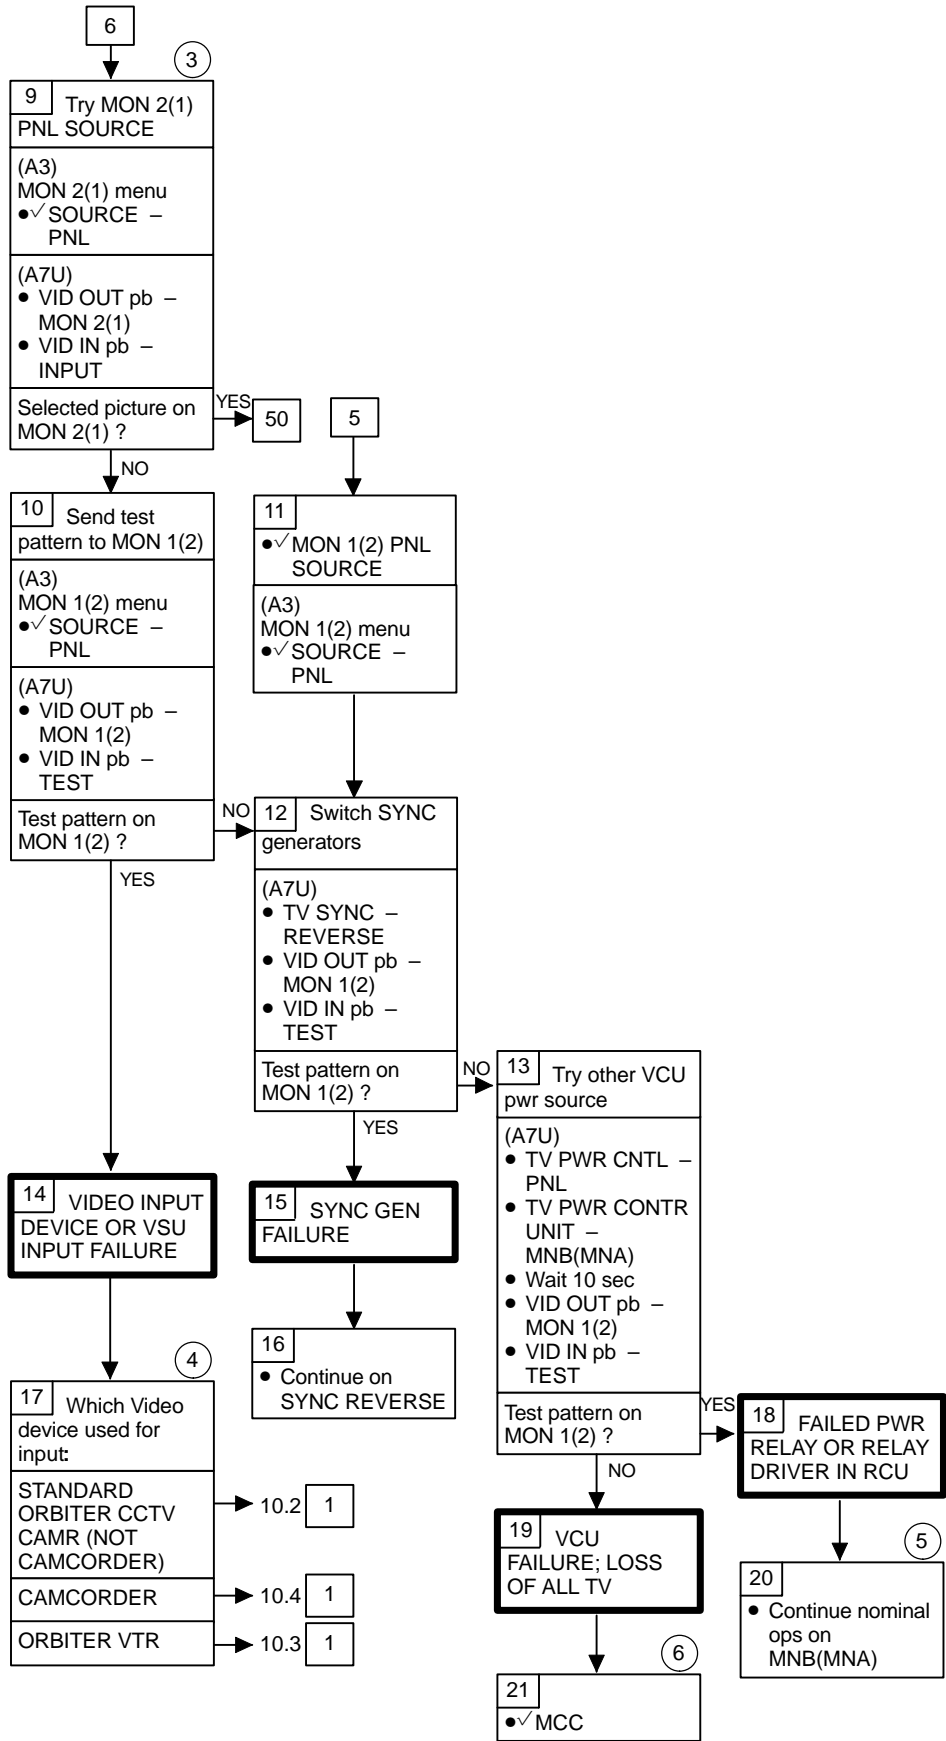 6
3
9 Try MON 2(1)
PNL SOURCE
(A3)
MON 2(1) menu
●√ SOURCE –
PNL
(A7U)
● VID OUT pb –
MON 2(1)
● VID IN pb –
INPUT
Selected picture on
MON 2(1) ?
YES
50
NO
10 Send test
pattern to MON 1(2)
(A3)
MON 1(2) menu
●√ SOURCE –
PNL
(A7U)
● VID OUT pb –
MON 1(2)
● VID IN pb –
TEST
Test pattern on
MON 1(2) ?
NO
YES
5
11
●√ MON 1(2) PNL
SOURCE
(A3)
MON 1(2) menu
●√ SOURCE –
PNL
12 Switch SYNC
generators
(A7U)
● TV SYNC –
REVERSE
● VID OUT pb –
MON 1(2)
● VID IN pb –
TEST
Test pattern on
MON 1(2) ?
NO
YES
13 Try other VCU
pwr source
(A7U)
● TV PWR CNTL –
PNL
● TV PWR CONTR
UNIT –
MNB(MNA)
● Wait 10 sec
● VID OUT pb –
MON 1(2)
● VID IN pb –
TEST
Test pattern on
MON 1(2) ?
YES
NO
14 VIDEO INPUT
DEVICE OR VSU
INPUT FAILURE
15 SYNC GEN
FAILURE
16
● Continue on
SYNC REVERSE
4
17 Which Video
device used for
input:
STANDARD
ORBITER CCTV
CAMR (NOT
CAMCORDER)
10.2 1
CAMCORDER
10.4 1
ORBITER VTR
10.3 1
18 FAILED PWR
RELAY OR RELAY
DRIVER IN RCU
19 VCU
FAILURE; LOSS
OF ALL TV
5
20
● Continue nominal
ops on
MNB(MNA)
6
21
●√ MCC